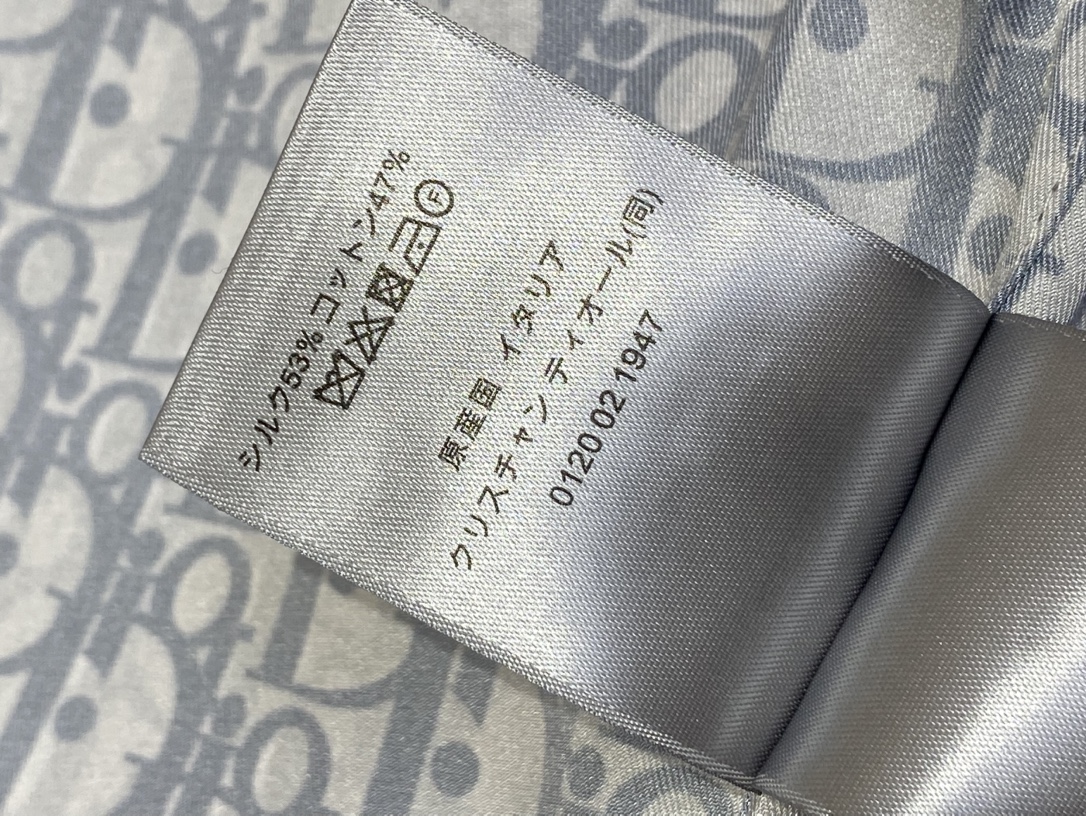 シルク53% コットン47%
F
原産国 イタリア
クリスチャン ディオール(同)
0120 02 1947